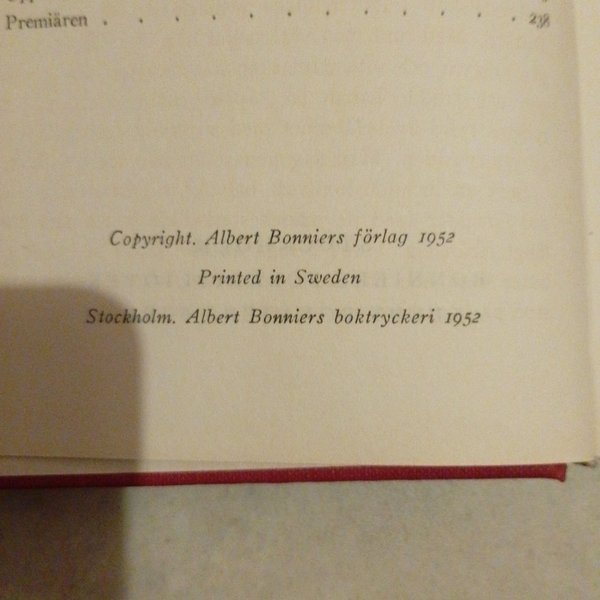 Premiären . . . . . . . . . . .
Copyright. Albert Bonniers förlag 1952
Printed in Sweden
Stockholm. Albert Bonniers boktryckeri 1952